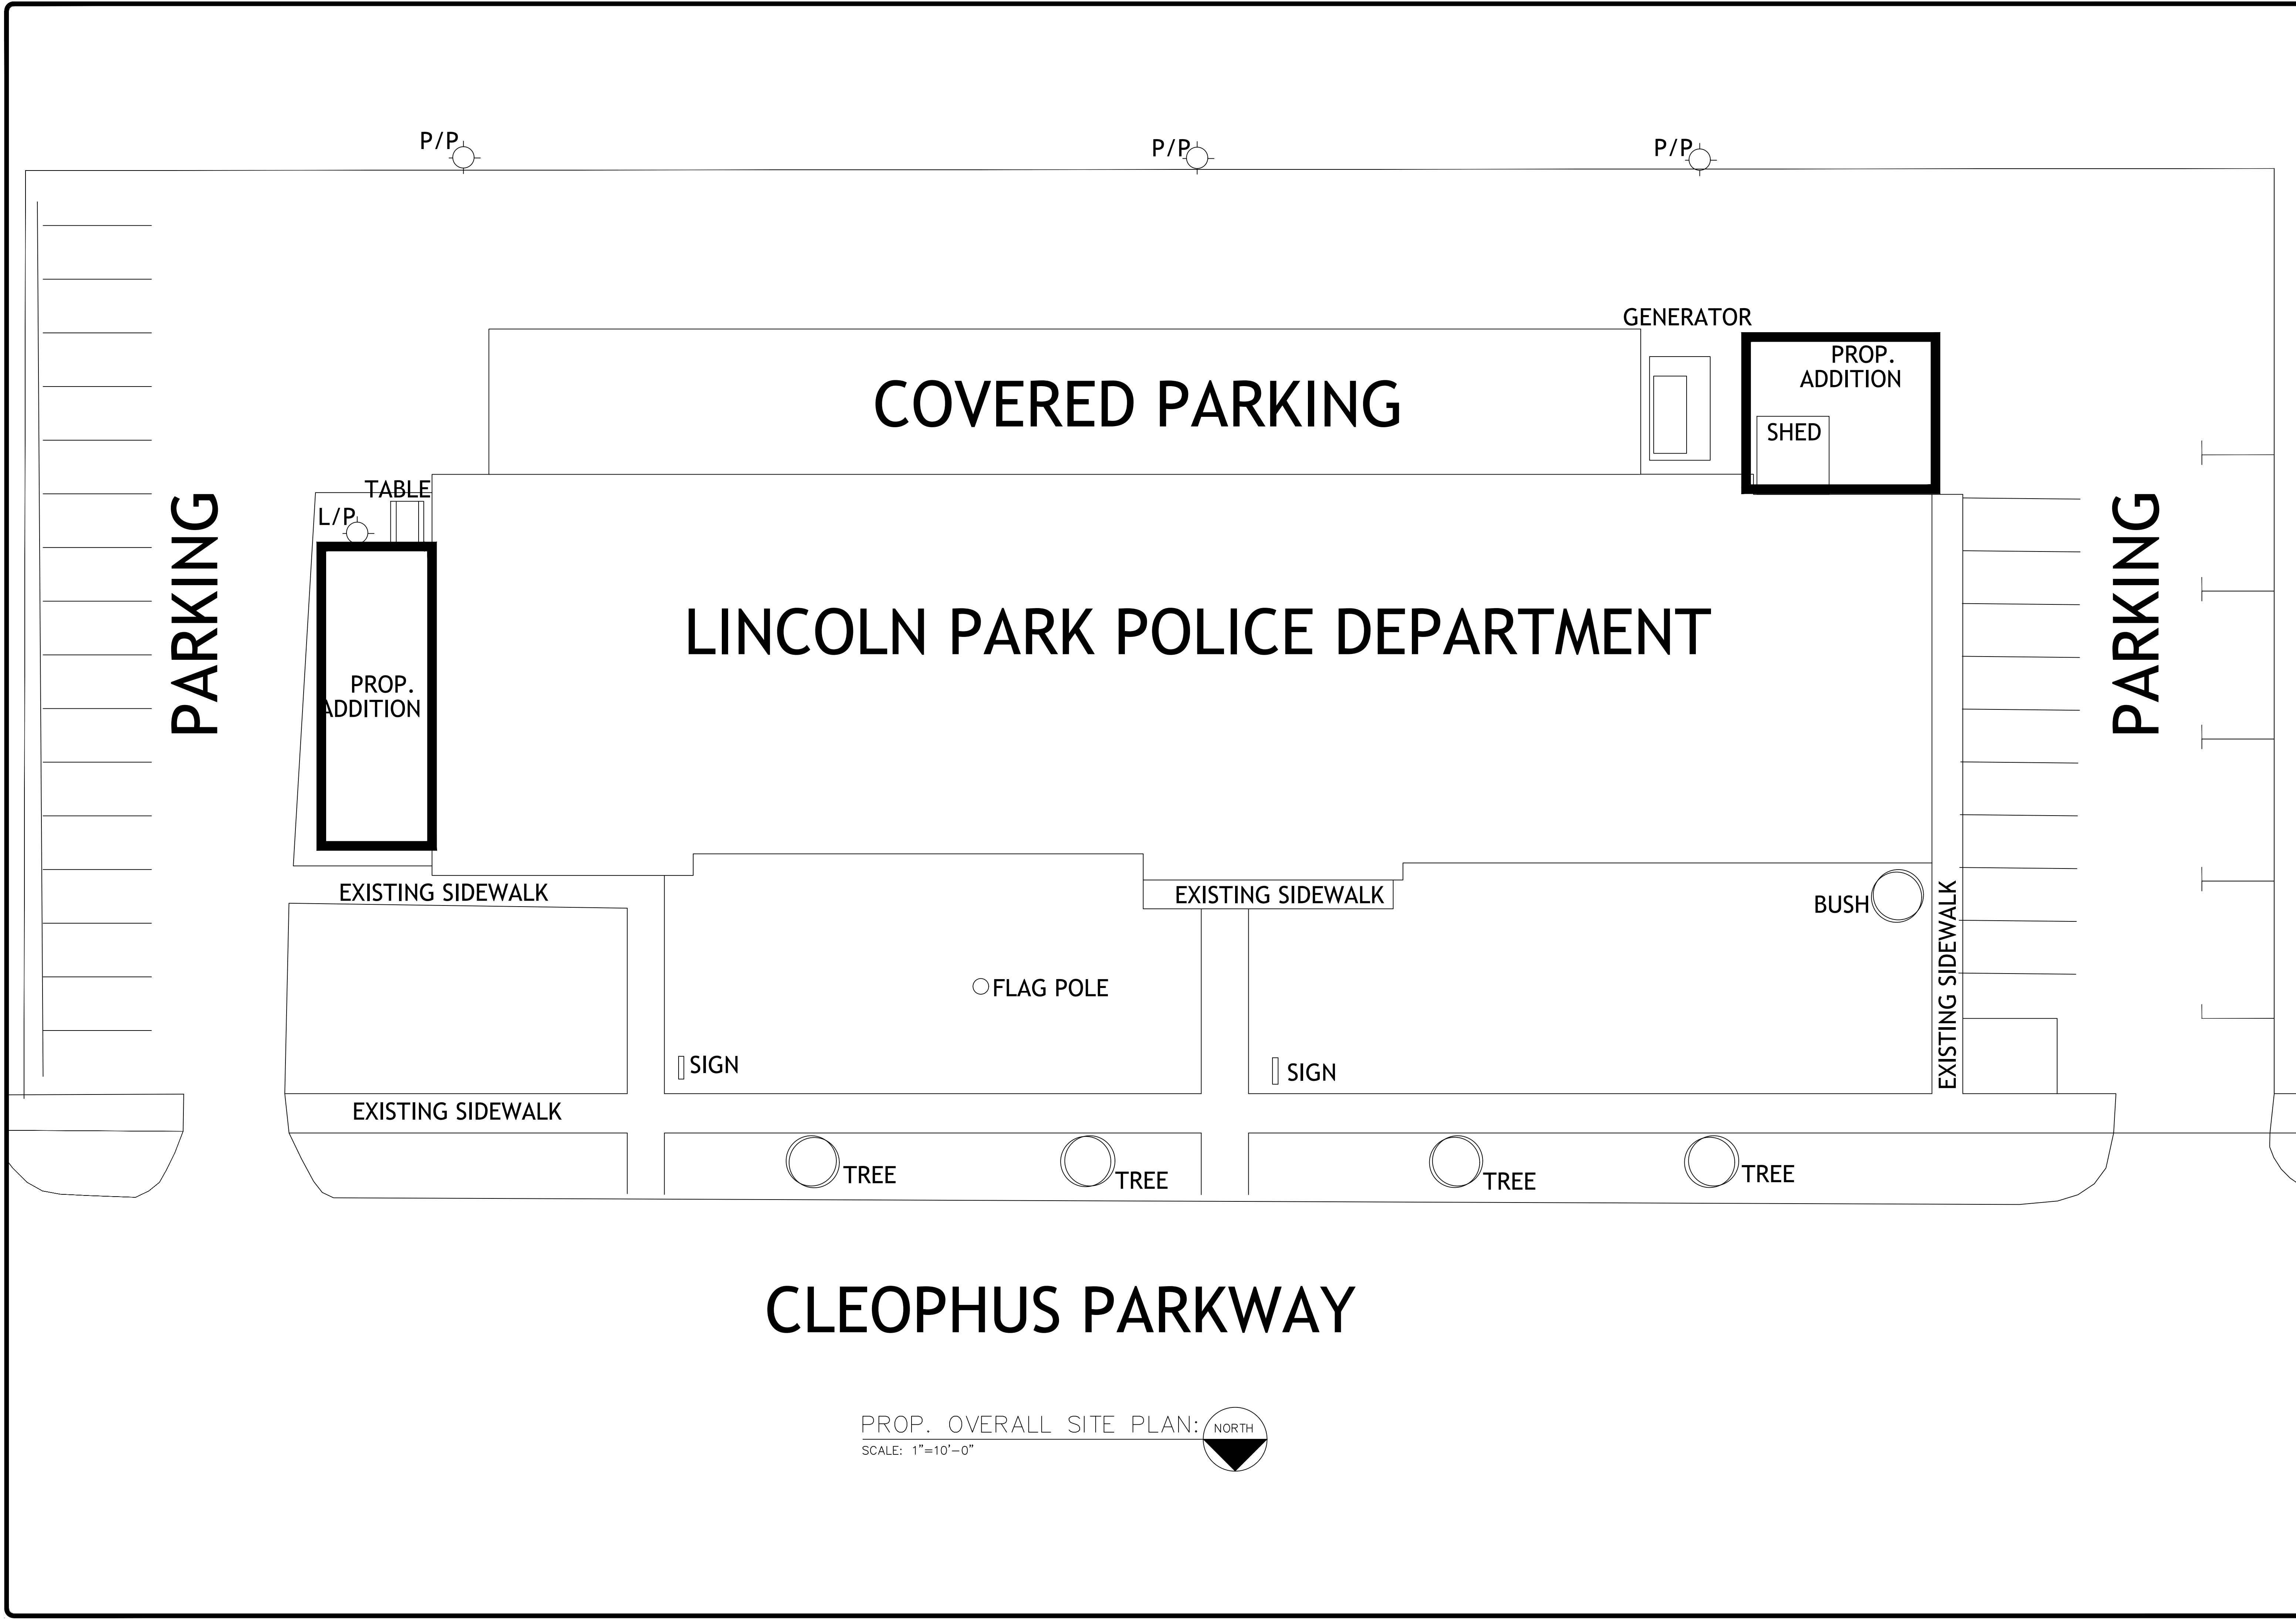 P/P
P/P
P/P
GENERATOR
PROP.
ADDITION
COVERED PARKING
SHED
TABLE
L/P
PARKING
PARKING
LINCOLN PARK POLICE DEPARTMENT
PROP.
ADDITION
EXISTING SIDEWALK
EXISTING SIDEWALK
BUSH
EXISTING SIDEWALK
FLAG POLE
SIGN
SIGN
EXISTING SIDEWALK
TREE
TREE
TREE
TREE
CLEOPHUS PARKWAY
PROP. OVERALL SITE PLAN:
NORTH
SCALE: 1"=10'-0"